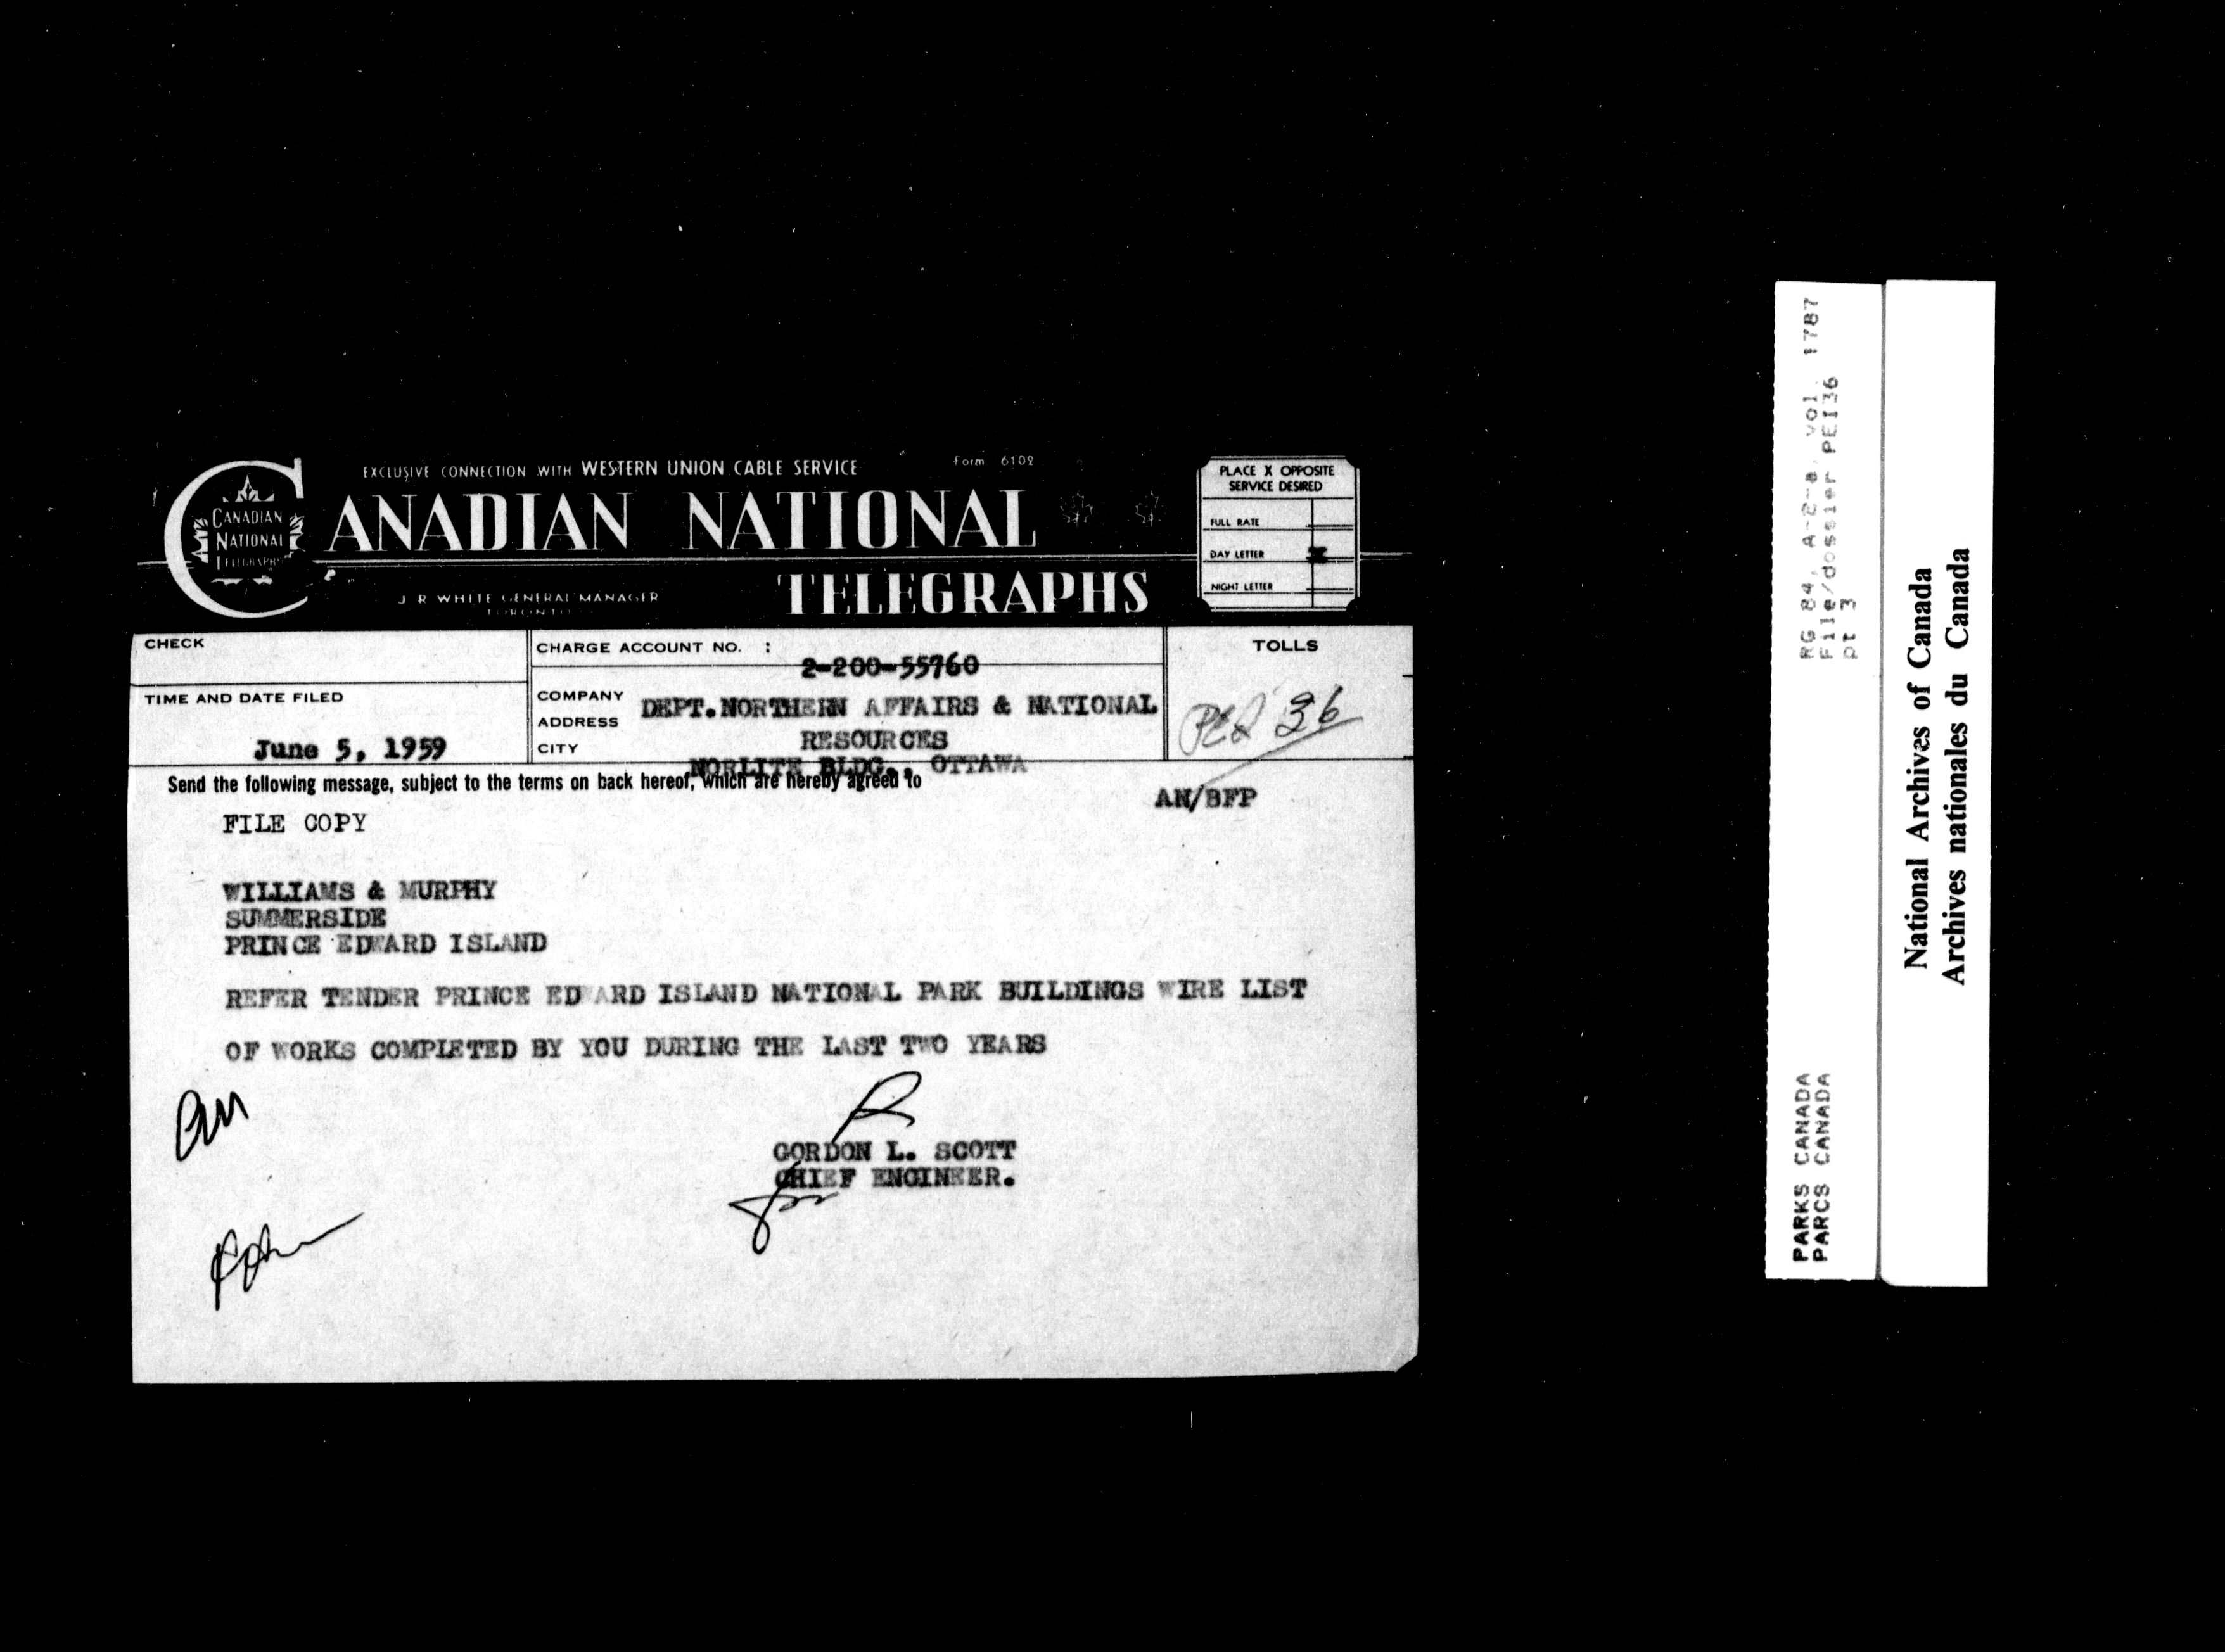 EXCLUSIVE CONNECTION WITH WESTERN UNION CABLE SERVICE
Form 6102
CANADIAN NATIONAL
TELEGRAPHS
CANADIAN
NATIONAL
TELEGRAPHS
J. R. WHITE GENERAL MANAGER
TORONTO
PLACE X OPPOSITE
SERVICE DESIRED
FULL RATE
DAY LETTER X
NIGHT LETTER
CHECK
CHARGE ACCOUNT NO. :
2-200-55760
TOLLS
TIME AND DATE FILED
June 5, 1959
COMPANY DEPT.NORTHERN AFFAIRS & NATIONAL
ADDRESS RESOURCES
CITY NORLITE BLDG., OTTAWA
PEI 36
Send the following message, subject to the terms on back hereof, which are hereby agreed to
AN/BFP
FILE COPY
WILLIAMS & MURPHY
SUMMERSIDE
PRINCE EDWARD ISLAND
REFER TENDER PRINCE EDWARD ISLAND NATIONAL PARK BUILDINGS WIRE LIST
OF WORKS COMPLETED BY YOU DURING THE LAST TWO YEARS
GORDON L. SCOTT
CHIEF ENGINEER.
for
PARKS CANADA
PARCS CANADA
RG 84, A-2-a, vol. 1787
File/dossier PEI36
pt 3
National Archives of Canada
Archives nationales du Canada